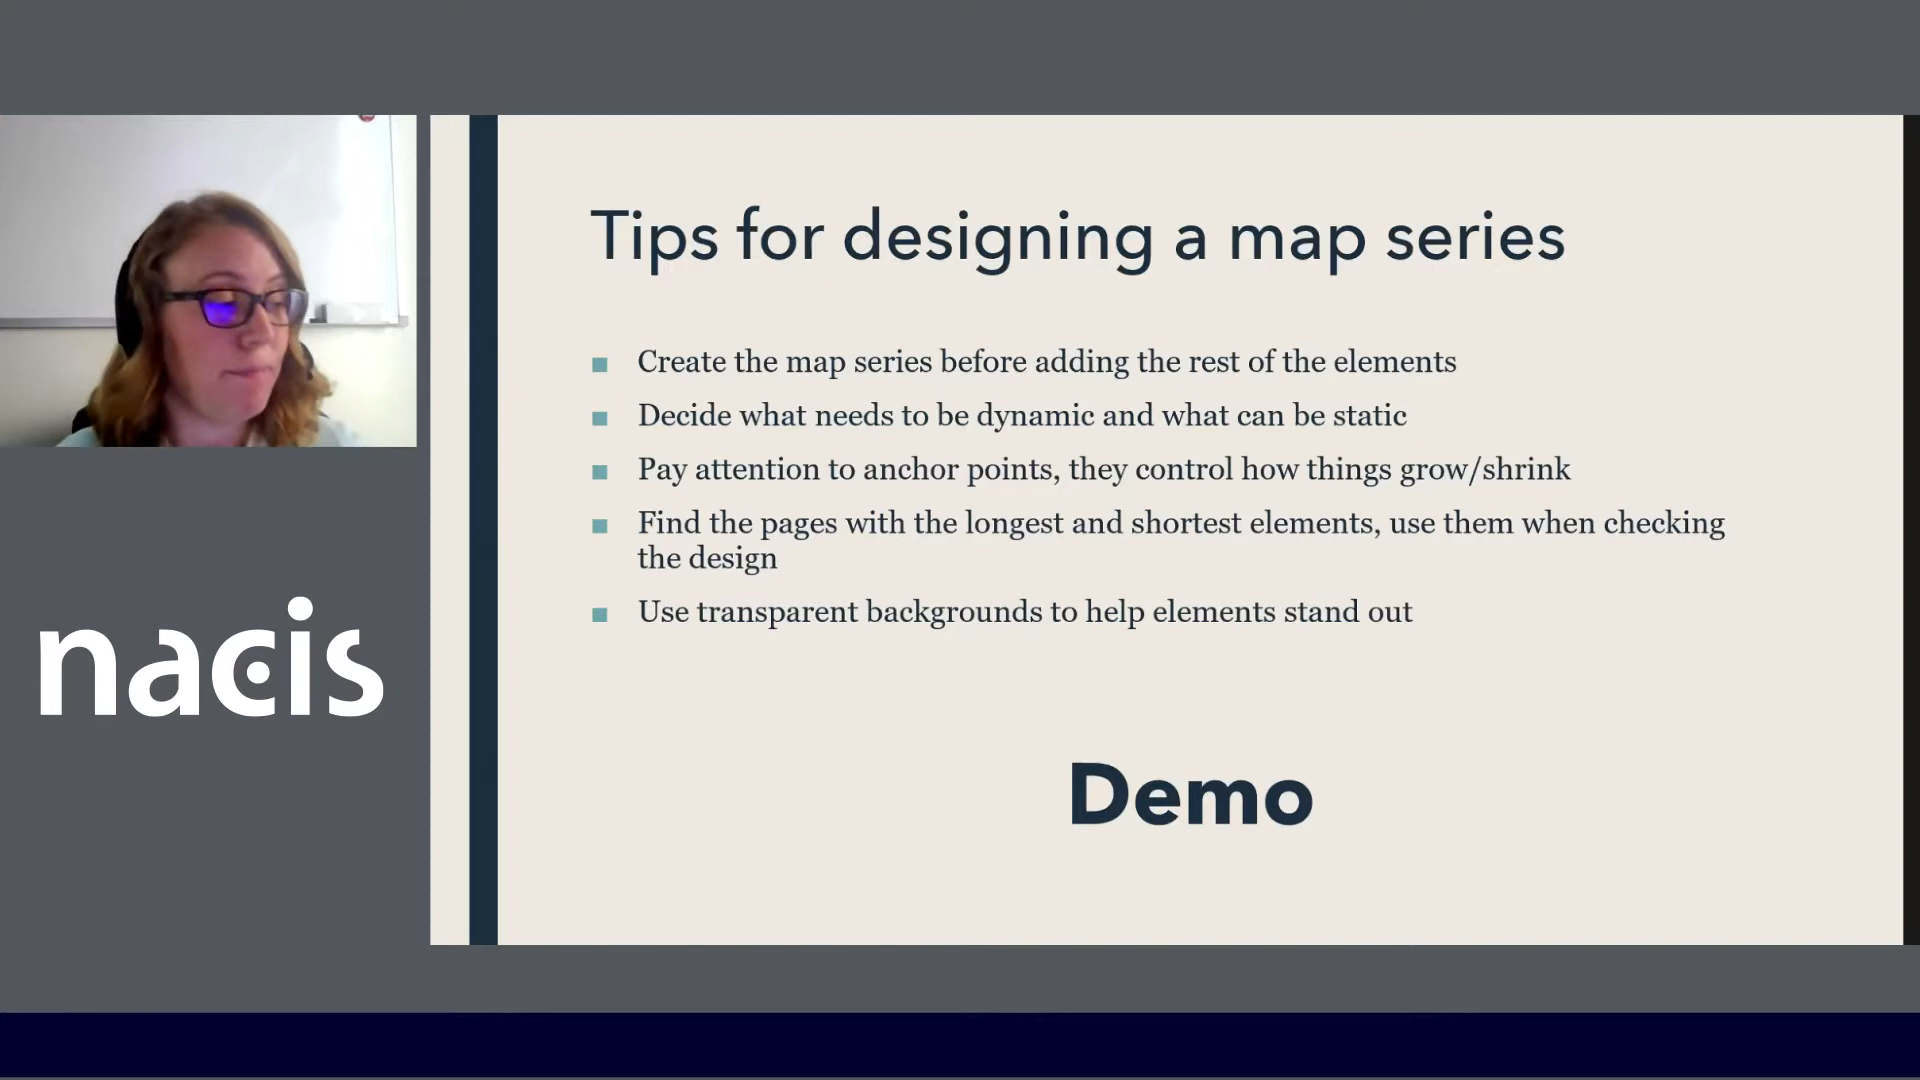 Tips for designing a map series
Create the map series before adding the rest of the elements
Decide what needs to be dynamic and what can be static
Pay attention to anchor points, they control how things grow/shrink
Find the pages with the longest and shortest elements, use them when checking
the design
Use transparent backgrounds to help elements stand out
Demo
nacis